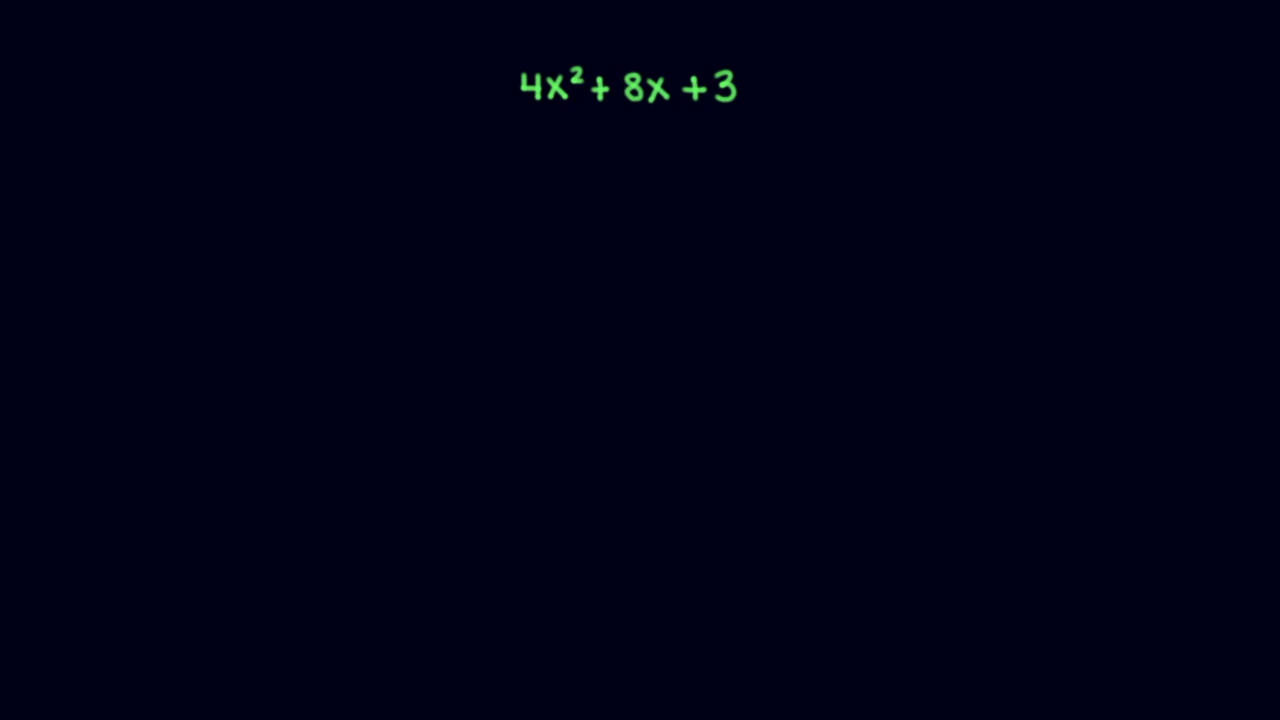 4x² + 8x + 3